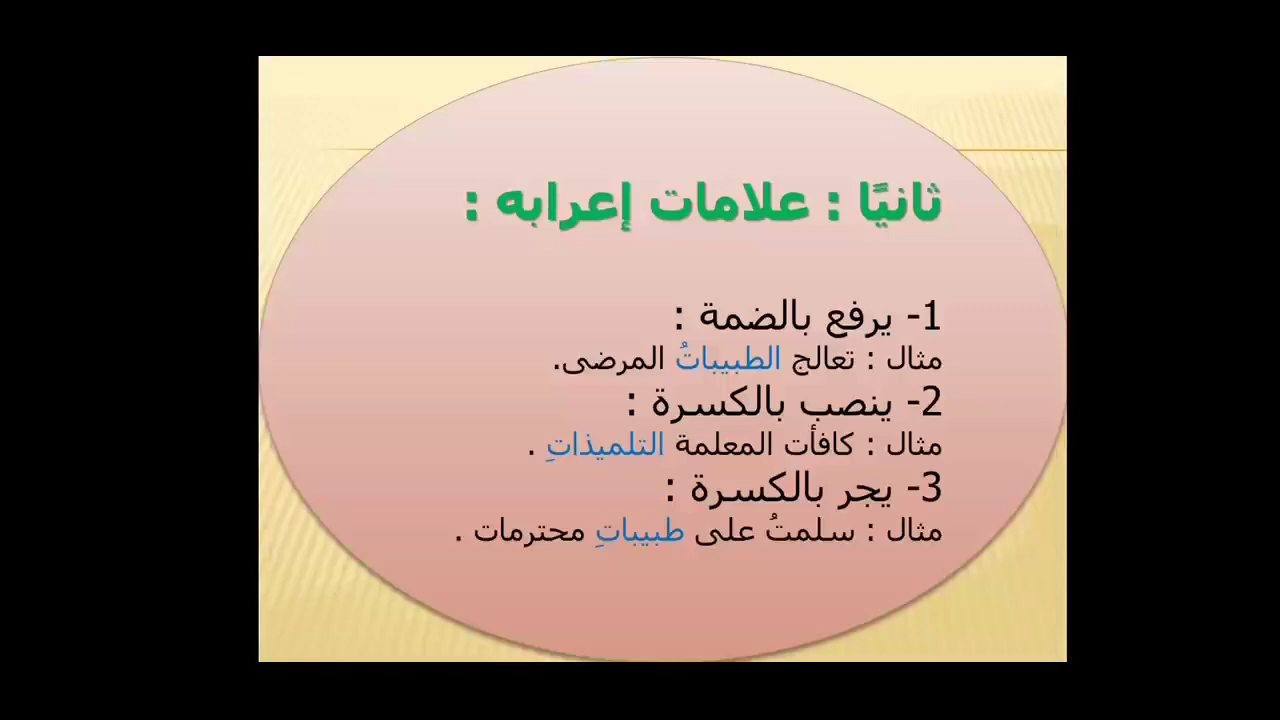 ثانيًا : علامات إعرابه :
1- يرفع بالضمة :
مثال : تعالج الطبيباتُ المرضى.
2- ينصب بالكسرة :
مثال : كافأت المعلمة التلميذاتِ .
3- يجر بالكسرة :
مثال : سلمتُ على طبيباتِ محترمات .